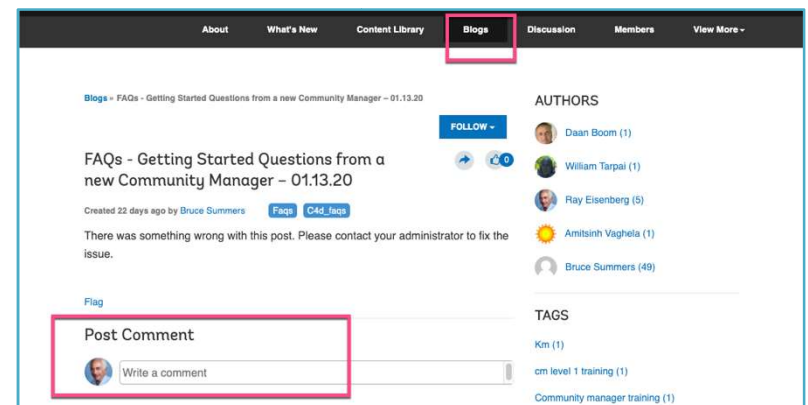 About What's New Content Library Blogs Discussion Members View More
Blogs » FAQs - Getting Started Questions from a new Community Manager – 01.13.20
FOLLOW
FAQs - Getting Started Questions from a
new Community Manager – 01.13.20
0
Created 22 days ago by Bruce Summers Faqs C4d_faqs
There was something wrong with this post. Please contact your administrator to fix the
issue.
Flag
Post Comment
Write a comment
AUTHORS
Daan Boom (1)
William Tarpai (1)
Ray Eisenberg (5)
Amitsinh Vaghela (1)
Bruce Summers (49)
TAGS
Km (1)
cm level 1 training (1)
Community manager training (1)